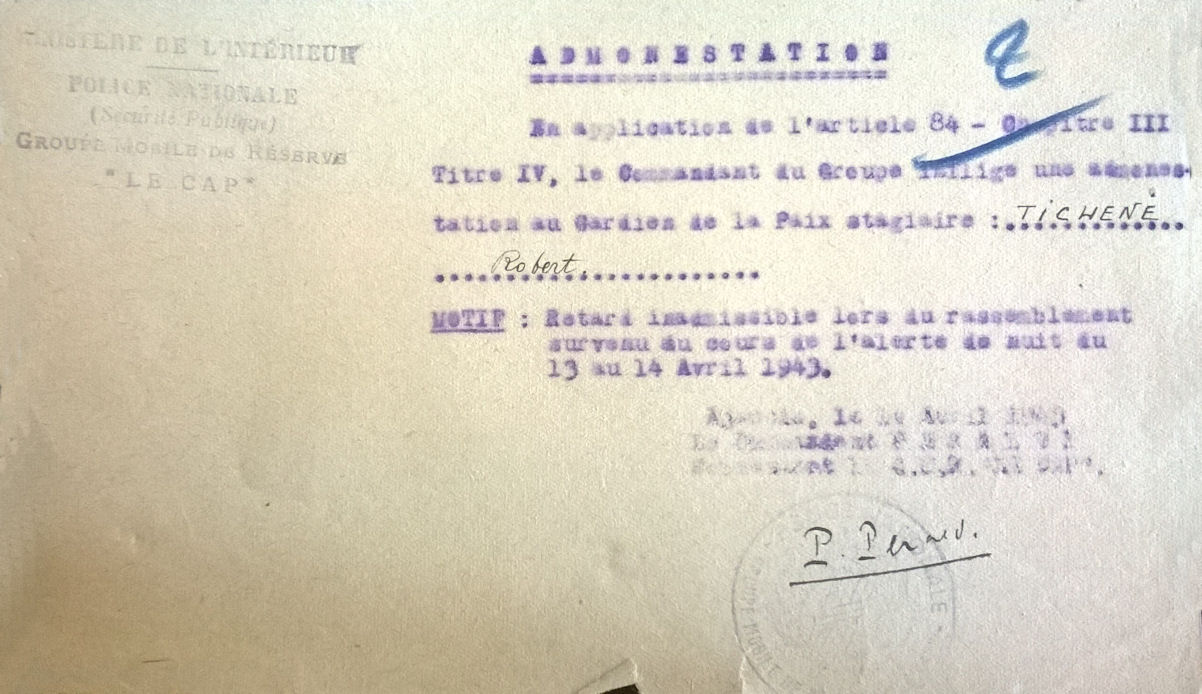 MINISTERE DE L'INTÉRIEUR
POLICE NATIONALE
(Sécurité Publique)
GROUPE MOBILE DE RÉSERVE
"LE CAP"
ADMONESTATION
En application de l'article 84 - Chapitre III
Titre IV, le Commandant du Groupe inflige une admones-
tation au Gardien de la Paix stagiaire : TICHENÉ
Robert.
MOTIF : Retard inadmissible lors du rassemblement
survenu au cours de l'alerte de nuit du
13 au 14 Avril 1943.
le Avril 1943
Le Commandant
P.